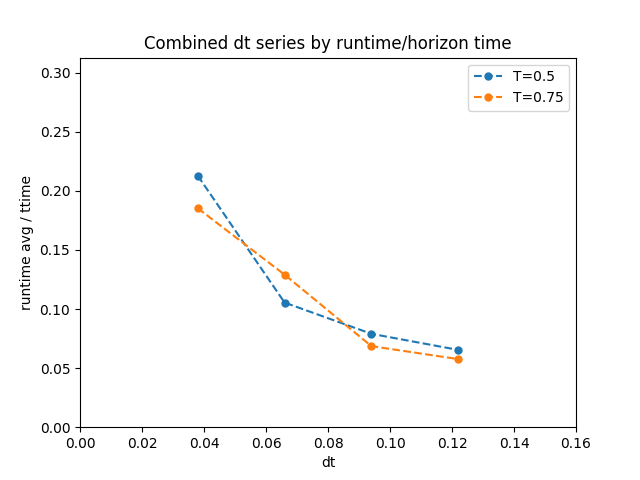 Combined dt series by runtime/horizon time
T=0.5
T=0.75
runtime avg / ttime
0.30
0.25
0.20
0.15
0.10
0.05
0.00
0.00 0.02 0.04 0.06 0.08 0.10 0.12 0.14 0.16
dt